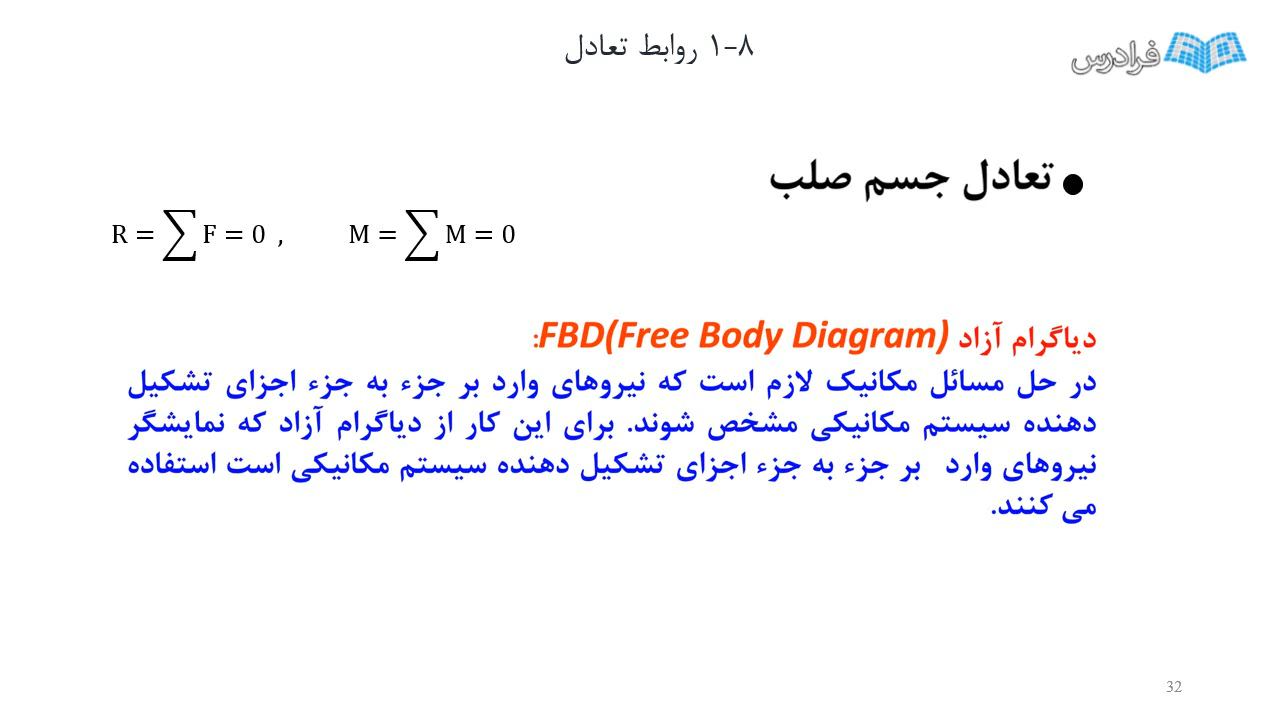 ۱-۸ روابط تعادل
فرادرس
• تعادل جسم صلب
R = ∑ F = 0 , M = ∑ M = 0
دیاگرام آزاد FBD(Free Body Diagram):
در حل مسائل مکانیک لازم است که نیروهای وارد بر جزء به جزء اجزای تشکیل
دهنده سیستم مکانیکی مشخص شوند. برای این کار از دیاگرام آزاد که نمایشگر
نیروهای وارد بر جزء به جزء اجزای تشکیل دهنده سیستم مکانیکی است استفاده
می کنند.
32